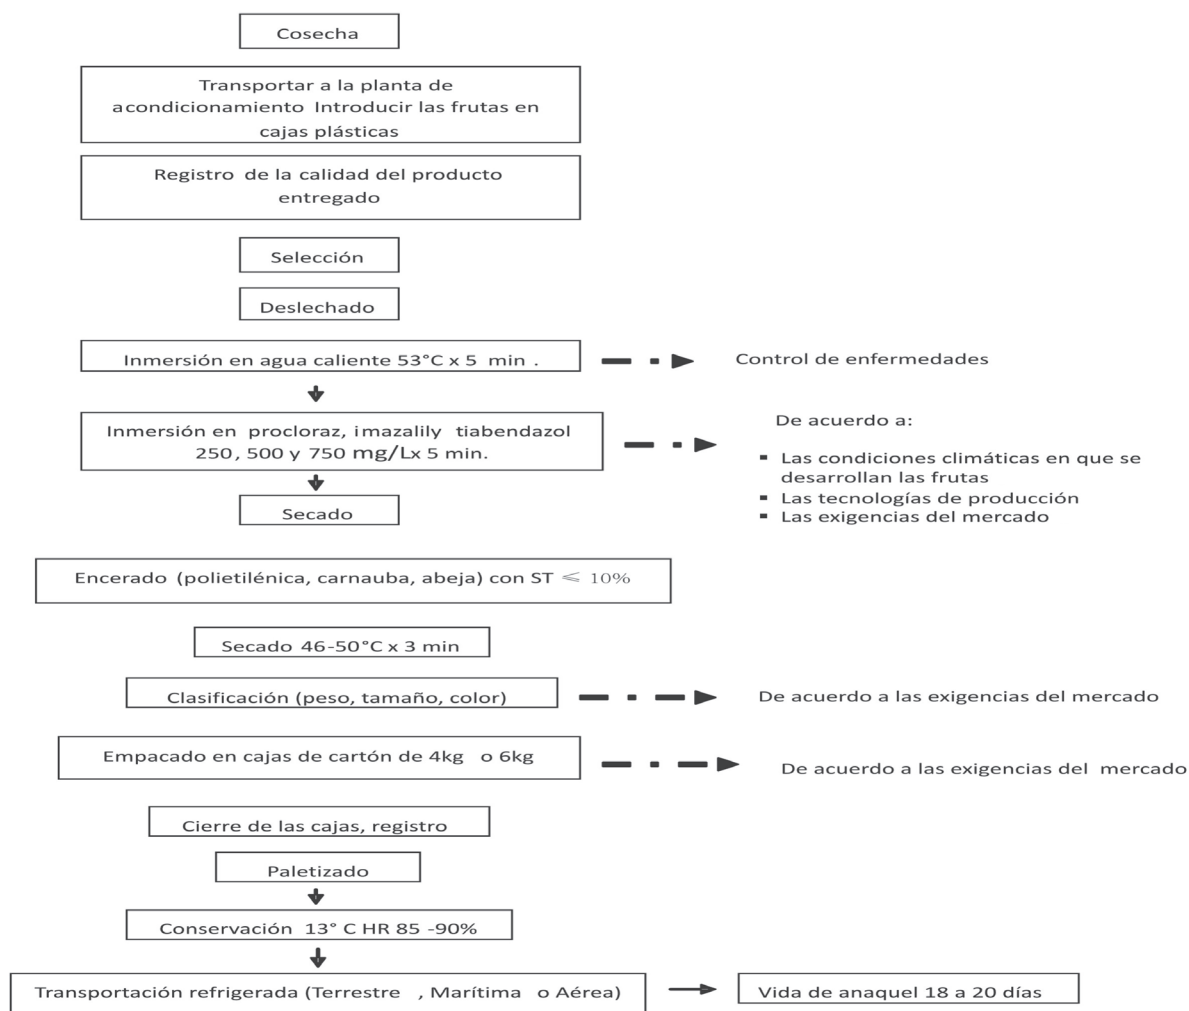 Cosecha
Transportar a la planta de
acondicionamiento Introducir las frutas en
cajas plásticas
Registro de la calidad del producto
entregado
Selección
Deslechado
Inmersión en agua caliente 53°C x 5 min .
Control de enfermedades
Inmersión en procloraz, imazalily tiabendazol
250, 500 y 750 mg/Lx 5 min.
De acuerdo a:
▪ Las condiciones climáticas en que se
desarrollan las frutas
▪ Las tecnologías de producción
▪ Las exigencias del mercado
Secado
Encerado (polietilénica, carnauba, abeja) con ST ⩽ 10%
Secado 46-50°C x 3 min
Clasificación (peso, tamaño, color)
De acuerdo a las exigencias del mercado
Empacado en cajas de cartón de 4kg o 6kg
De acuerdo a las exigencias del mercado
Cierre de las cajas, registro
Paletizado
Conservación 13° C HR 85 -90%
Transportación refrigerada (Terrestre , Marítima o Aérea)
Vida de anaquel 18 a 20 días